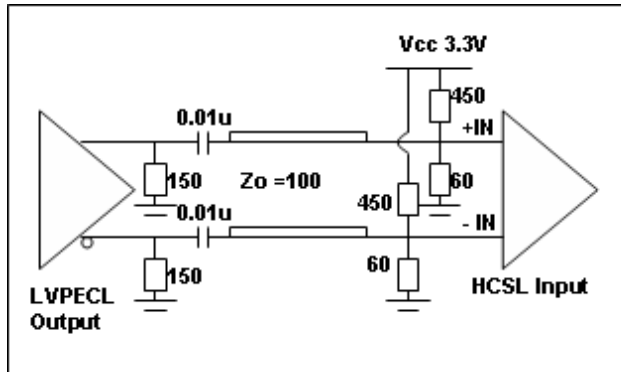 Vcc 3.3V
450
0.01u
+IN
150
Zo =100
60
450
0.01u
- IN
150
60
LVPECL
Output
HCSL Input